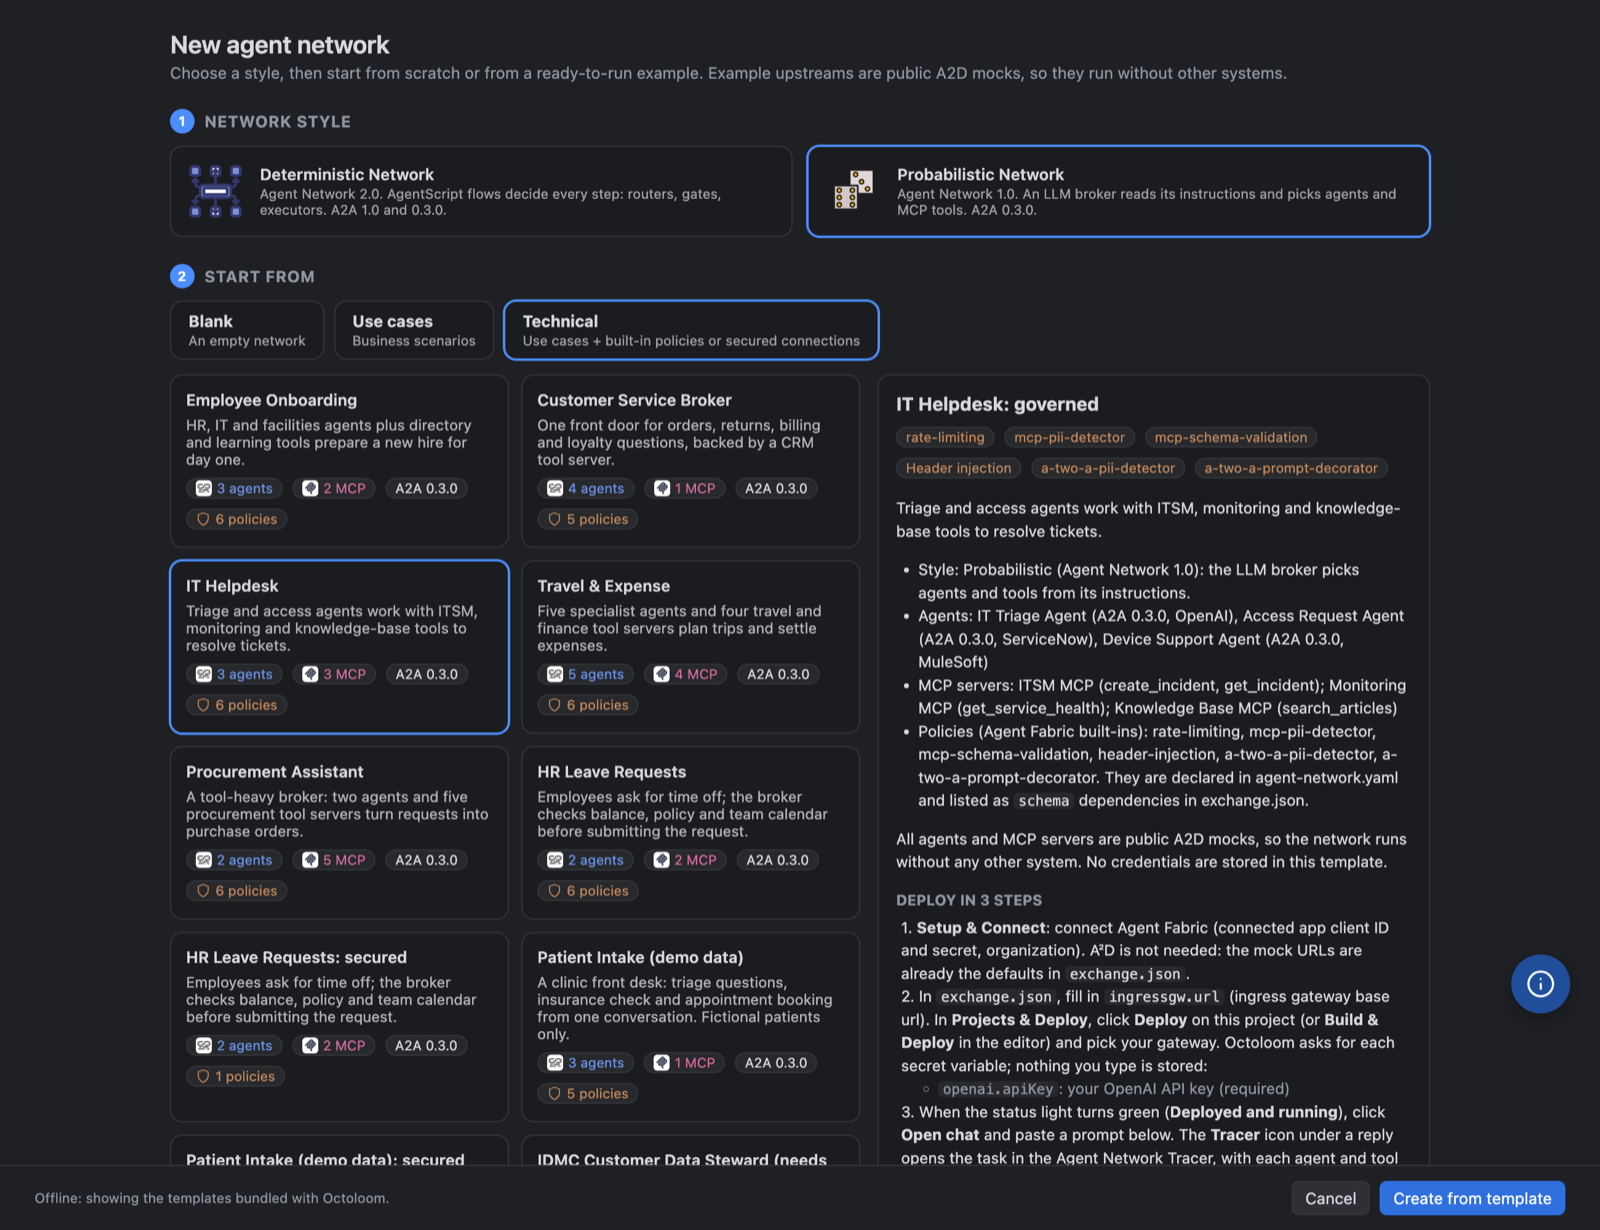 New agent network
Choose a style, then start from scratch or from a ready-to-run example. Example upstreams are public A2D mocks, so they run without other systems.
1 NETWORK STYLE
Deterministic Network
Agent Network 2.0. AgentScript flows decide every step: routers, gates,
executors. A2A 1.0 and 0.3.0.
Probabilistic Network
Agent Network 1.0. An LLM broker reads its instructions and picks agents and
MCP tools. A2A 0.3.0.
2 START FROM
Blank
An empty network
Use cases
Business scenarios
Technical
Use cases + built-in policies or secured connections
Employee Onboarding
HR, IT and facilities agents plus directory
and learning tools prepare a new hire for
day one.
3 agents 2 MCP A2A 0.3.0
6 policies
Customer Service Broker
One front door for orders, returns, billing
and loyalty questions, backed by a CRM
tool server.
4 agents 1 MCP A2A 0.3.0
5 policies
IT Helpdesk
Triage and access agents work with ITSM,
monitoring and knowledge-base tools to
resolve tickets.
3 agents 3 MCP A2A 0.3.0
6 policies
Travel & Expense
Five specialist agents and four travel and
finance tool servers plan trips and settle
expenses.
5 agents 4 MCP A2A 0.3.0
6 policies
Procurement Assistant
A tool-heavy broker: two agents and five
procurement tool servers turn requests into
purchase orders.
2 agents 5 MCP A2A 0.3.0
6 policies
HR Leave Requests
Employees ask for time off; the broker
checks balance, policy and team calendar
before submitting the request.
2 agents 2 MCP A2A 0.3.0
6 policies
HR Leave Requests: secured
Employees ask for time off; the broker
checks balance, policy and team calendar
before submitting the request.
2 agents 2 MCP A2A 0.3.0
1 policies
Patient Intake (demo data)
A clinic front desk: triage questions,
insurance check and appointment booking
from one conversation. Fictional patients
only.
3 agents 1 MCP A2A 0.3.0
5 policies
Patient Intake (demo data): secured
IDMC Customer Data Steward (needs
IT Helpdesk: governed
rate-limiting mcp-pii-detector mcp-schema-validation
Header injection a-two-a-pii-detector a-two-a-prompt-decorator
Triage and access agents work with ITSM, monitoring and knowledge-
base tools to resolve tickets.
• Style: Probabilistic (Agent Network 1.0): the LLM broker picks
agents and tools from its instructions.
• Agents: IT Triage Agent (A2A 0.3.0, OpenAI), Access Request Agent
(A2A 0.3.0, ServiceNow), Device Support Agent (A2A 0.3.0,
MuleSoft)
• MCP servers: ITSM MCP (create_incident, get_incident); Monitoring
MCP (get_service_health); Knowledge Base MCP (search_articles)
• Policies (Agent Fabric built-ins): rate-limiting, mcp-pii-detector,
mcp-schema-validation, header-injection, a-two-a-pii-detector, a-
two-a-prompt-decorator. They are declared in agent-network.yaml
and listed as schema dependencies in exchange.json.
All agents and MCP servers are public A2D mocks, so the network runs
without any other system. No credentials are stored in this template.
DEPLOY IN 3 STEPS
1. Setup & Connect: connect Agent Fabric (connected app client ID
and secret, organization). A²D is not needed: the mock URLs are
already the defaults in exchange.json.
2. In exchange.json, fill in ingressgw.url (ingress gateway base
url). In Projects & Deploy, click Deploy on this project (or Build &
Deploy in the editor) and pick your gateway. Octoloom asks for each
secret variable; nothing you type is stored:
◦ openai.apiKey: your OpenAI API key (required)
3. When the status light turns green (Deployed and running), click
Open chat and paste a prompt below. The Tracer icon under a reply
opens the task in the Agent Network Tracer, with each agent and tool
Offline: showing the templates bundled with Octoloom.
Cancel
Create from template